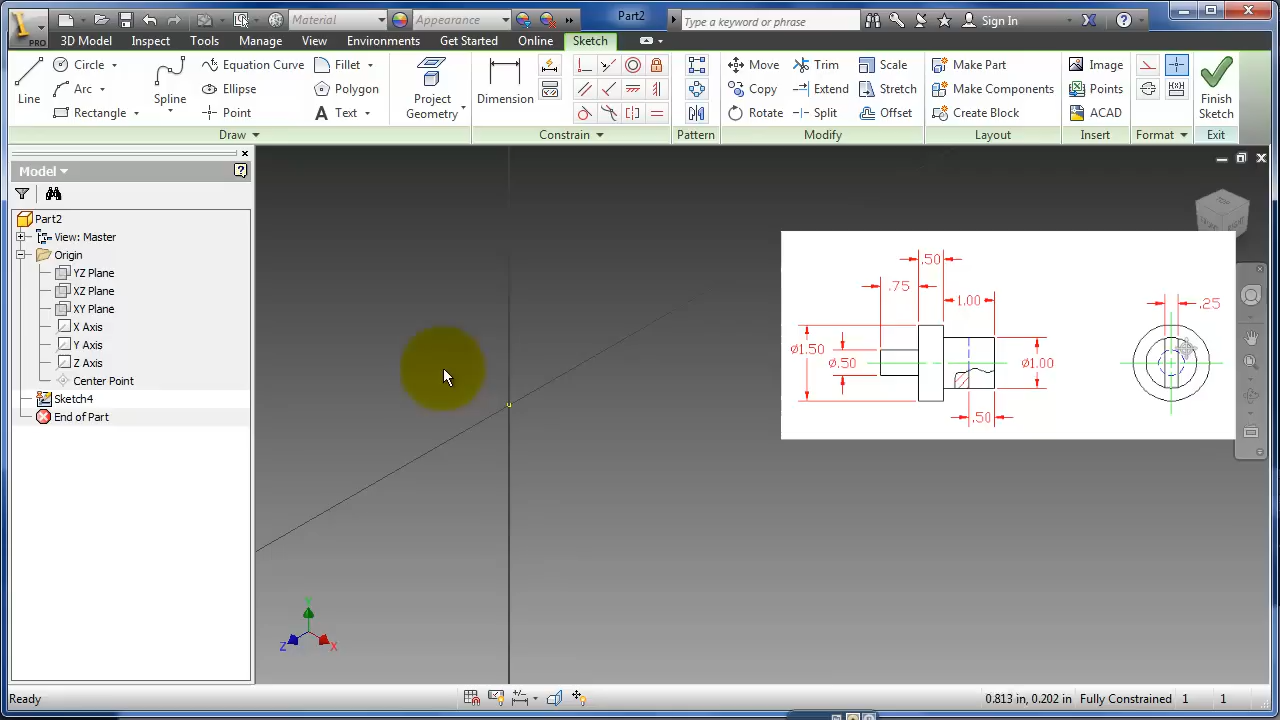 Material
Appearance
Part2
Type a keyword or phrase
Sign In
PRO
3D Model
Inspect
Tools
Manage
View
Environments
Get Started
Online
Sketch
Line
Circle
Arc
Rectangle
Spline
Equation Curve
Ellipse
Point
Fillet
Polygon
Text
Project
Geometry
Dimension
Move
Copy
Rotate
Trim
Extend
Split
Scale
Stretch
Offset
Make Part
Make Components
Create Block
Image
Points
ACAD
Finish
Sketch
Draw
Constrain
Pattern
Modify
Layout
Insert
Format
Exit
Model
Part2
View: Master
Origin
YZ Plane
XZ Plane
XY Plane
X Axis
Y Axis
Z Axis
Center Point
Sketch4
End of Part
.50
.75
1.00
.25
Ø1.50
Ø.50
Ø1.00
.50
Y
Z
X
Ready
0.813 in, 0.202 in
Fully Constrained
1
1